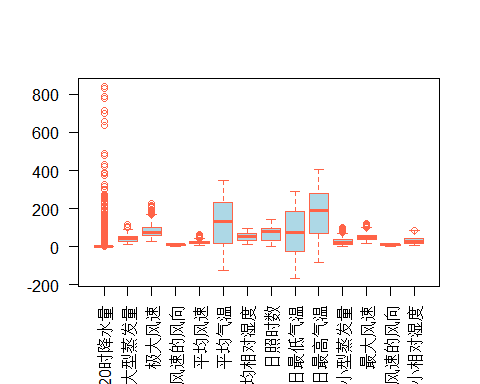 800
600
400
200
0
-200
20时降水量
大型蒸发量
极大风速
风速的风向
平均风速
平均气温
均相对湿度
日照时数
日最低气温
日最高气温
小型蒸发量
最大风速
风速的风向
小相对湿度